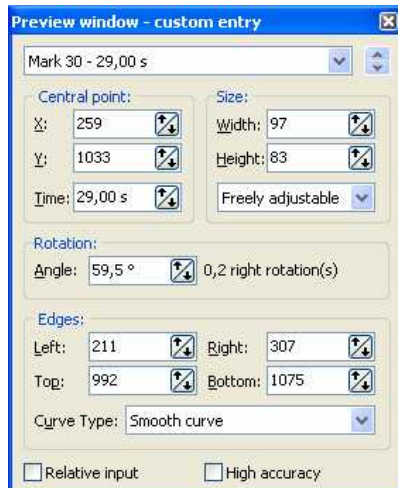 Preview window - custom entry
Mark 30 - 29,00 s
Central point:
X: 259
Y: 1033
Time: 29,00 s
Size:
Width: 97
Height: 83
Freely adjustable
Rotation:
Angle: 59,5 ° 0,2 right rotation(s)
Edges:
Left: 211 Right: 307
Top: 992 Bottom: 1075
Curve Type: Smooth curve
Relative input High accuracy